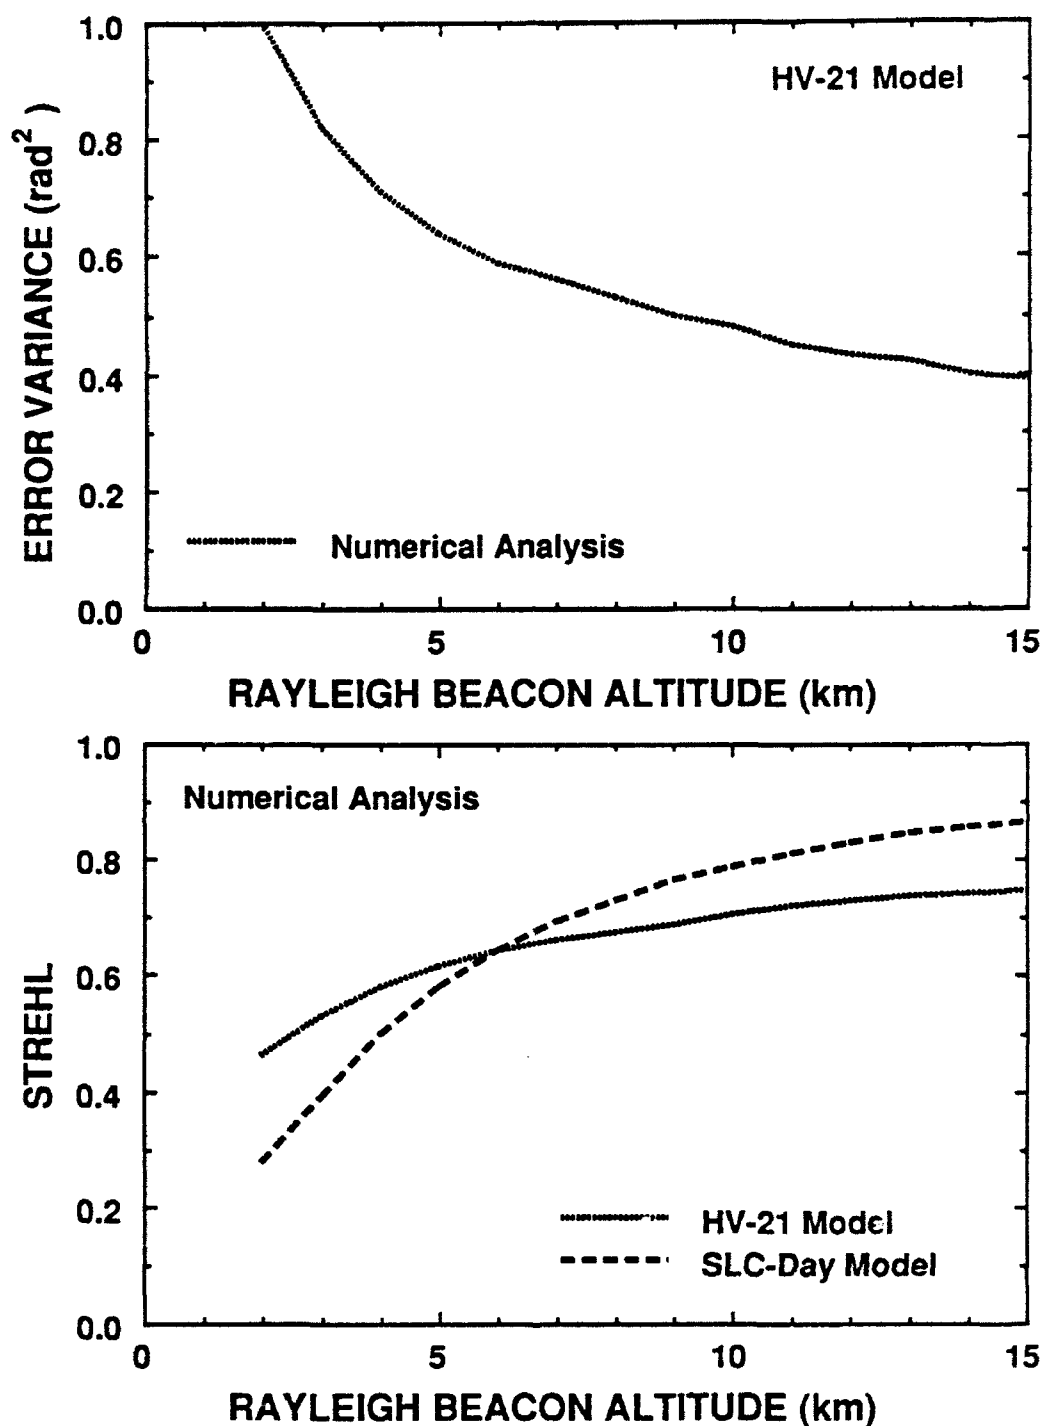 1.0
0.8
0.6
0.4
0.2
0.0
ERROR VARIANCE (rad²)
HV-21 Model
Numerical Analysis
0 5 10 15
RAYLEIGH BEACON ALTITUDE (km)
1.0
0.8
0.6
0.4
0.2
0.0
STREHL
Numerical Analysis
HV-21 Model
SLC-Day Model
0 5 10 15
RAYLEIGH BEACON ALTITUDE (km)